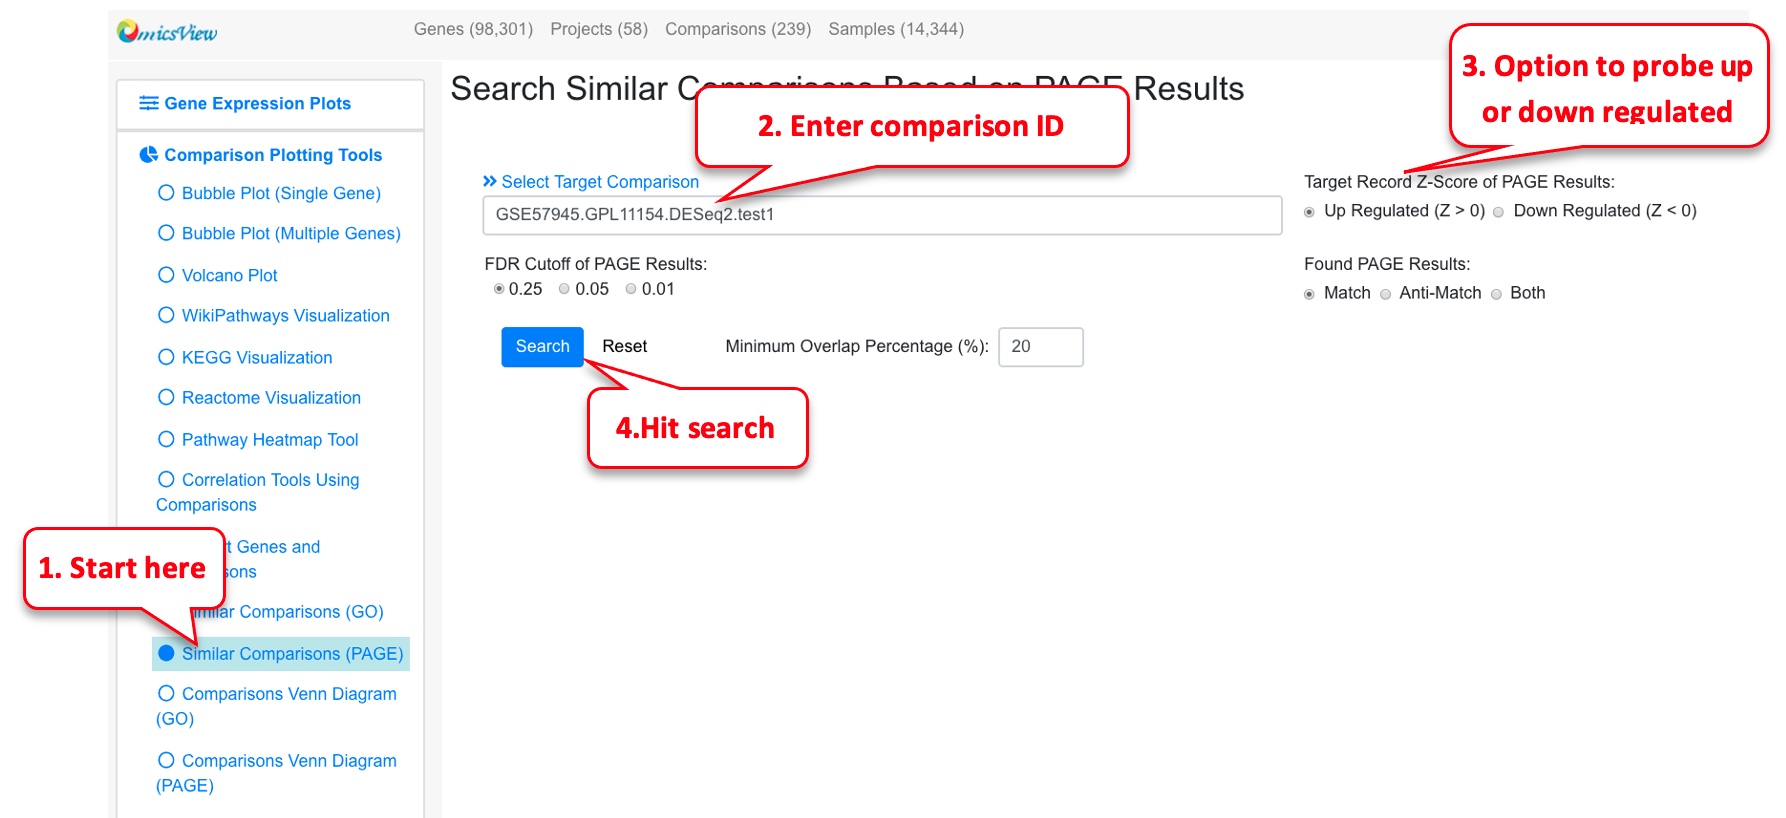 OmicsView
Genes (98,301) Projects (58) Comparisons (239) Samples (14,344)
Gene Expression Plots
Comparison Plotting Tools
Bubble Plot (Single Gene)
Bubble Plot (Multiple Genes)
Volcano Plot
WikiPathways Visualization
KEGG Visualization
Reactome Visualization
Pathway Heatmap Tool
Correlation Tools Using
Comparisons
Genes and
Comparisons (GO)
Similar Comparisons (PAGE)
Comparisons Venn Diagram
(GO)
Comparisons Venn Diagram
(PAGE)
1. Start here
Search Similar Comparisons Based on PAGE Results
2. Enter comparison ID
3. Option to probe up
or down regulated
Select Target Comparison
GSE57945.GPL11154.DESeq2.test1
Target Record Z-Score of PAGE Results:
Up Regulated (Z > 0) Down Regulated (Z < 0)
FDR Cutoff of PAGE Results:
0.25 0.05 0.01
Found PAGE Results:
Match Anti-Match Both
Search Reset Minimum Overlap Percentage (%): 20
4.Hit search